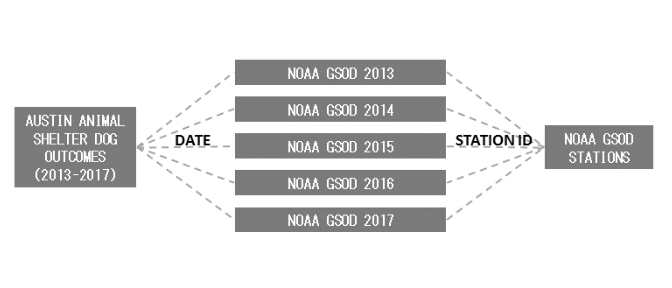 AUSTIN ANIMAL
SHELTER DOG
OUTCOMES
(2013-2017)
DATE
NOAA GSOD 2013
NOAA GSOD 2014
NOAA GSOD 2015
NOAA GSOD 2016
NOAA GSOD 2017
STATION ID
NOAA GSOD
STATIONS